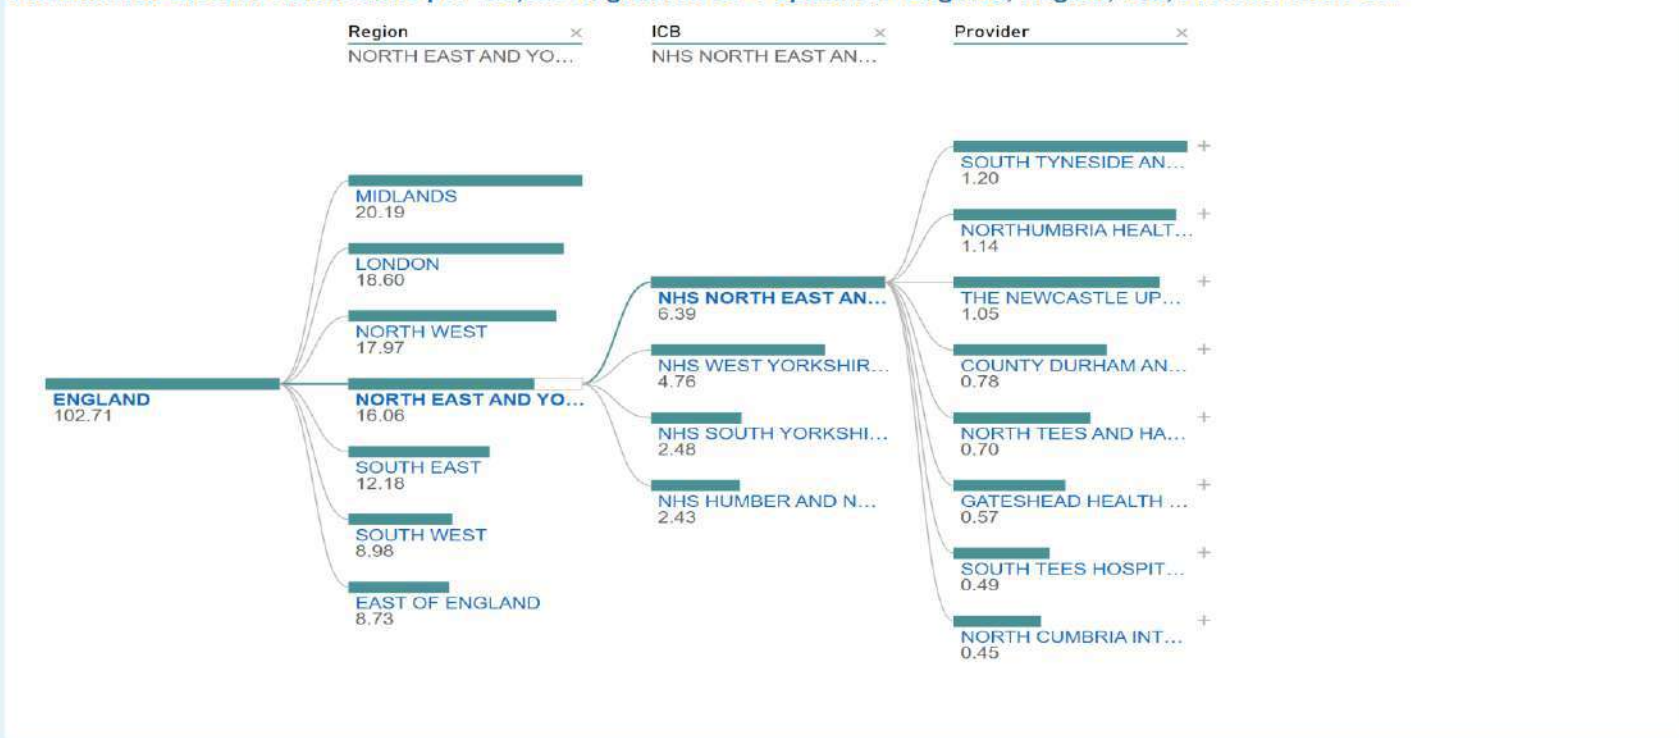 Region ×
NORTH EAST AND YO...
ICB ×
NHS NORTH EAST AN...
Provider ×
ENGLAND
102.71
MIDLANDS
20.19
LONDON
18.60
NORTH WEST
17.97
NORTH EAST AND YO...
16.06
SOUTH EAST
12.18
SOUTH WEST
8.98
EAST OF ENGLAND
8.73
NHS NORTH EAST AN...
6.39
NHS WEST YORKSHIR...
4.76
NHS SOUTH YORKSHI...
2.48
NHS HUMBER AND N...
2.43
SOUTH TYNESIDE AN... +
1.20
NORTHUMBRIA HEALT... +
1.14
THE NEWCASTLE UP... +
1.05
COUNTY DURHAM AN... +
0.78
NORTH TEES AND HA... +
0.70
GATESHEAD HEALTH ... +
0.57
SOUTH TEES HOSPIT... +
0.49
NORTH CUMBRIA INT... +
0.45